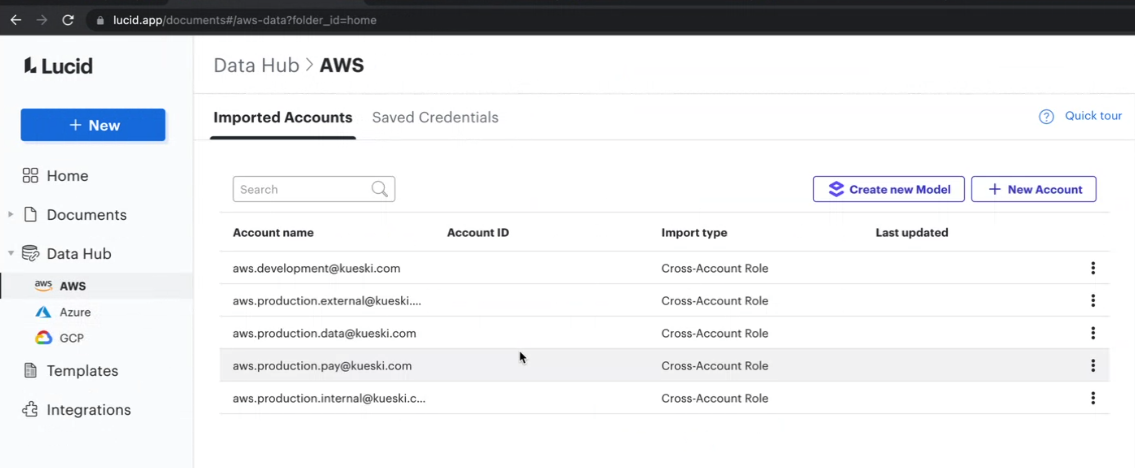 lucid.app/documents#/aws-data?folder_id=home
Lucid
Data Hub > AWS
+ New
Imported Accounts Saved Credentials
? Quick tour
Home
Documents
Data Hub
aws AWS
Azure
GCP
Templates
Integrations
Search
Create new Model
+ New Account
Account name Account ID Import type Last updated
aws.development@kueski.com Cross-Account Role
aws.production.external@kueski.... Cross-Account Role
aws.production.data@kueski.com Cross-Account Role
aws.production.pay@kueski.com Cross-Account Role
aws.production.internal@kueski.c... Cross-Account Role